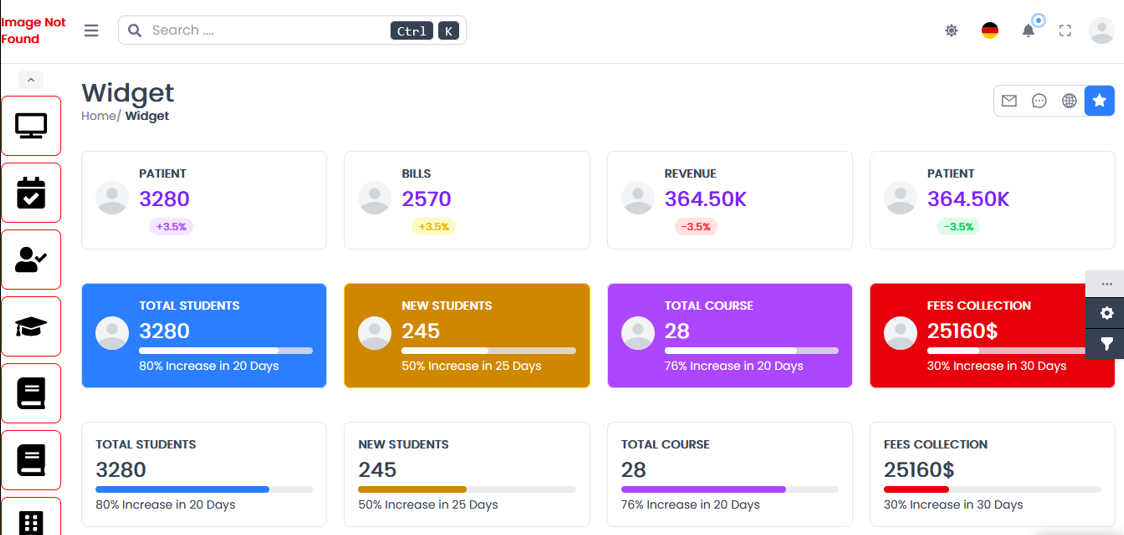 Image Not
Found
Search ....
Ctrl K
Widget
Home/ Widget
PATIENT
3280
+3.5%
BILLS
2570
+3.5%
REVENUE
364.50K
-3.5%
PATIENT
364.50K
-3.5%
TOTAL STUDENTS
3280
80% Increase in 20 Days
NEW STUDENTS
245
50% Increase in 25 Days
TOTAL COURSE
28
76% Increase in 20 Days
FEES COLLECTION
25160$
30% Increase in 30 Days
TOTAL STUDENTS
3280
80% Increase in 20 Days
NEW STUDENTS
245
50% Increase in 25 Days
TOTAL COURSE
28
76% Increase in 20 Days
FEES COLLECTION
25160$
30% Increase in 30 Days